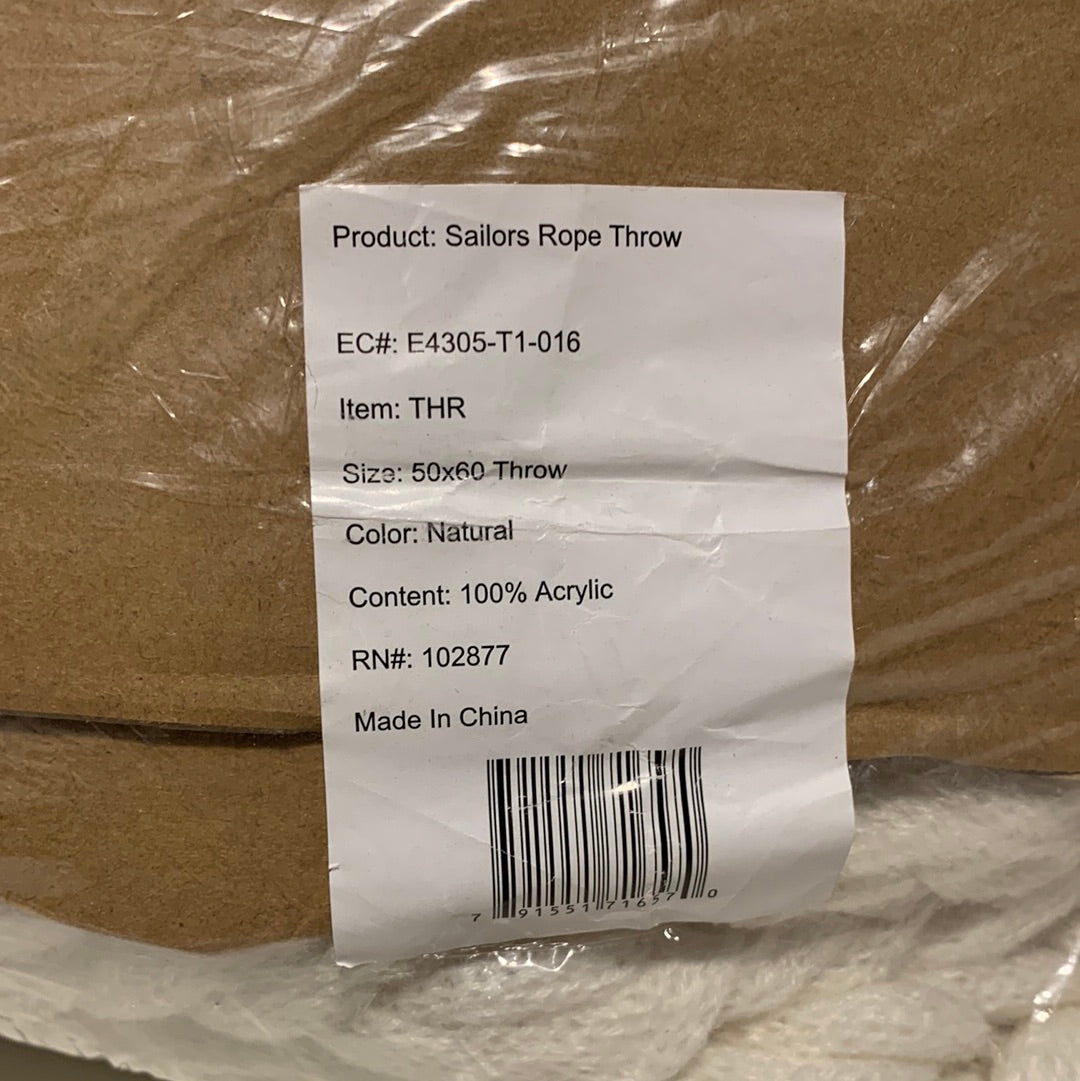 Product: Sailors Rope Throw
EC#: E4305-T1-016
Item: THR
Size: 50x60 Throw
Color: Natural
Content: 100% Acrylic
RN#: 102877
Made In China
7 91551 71657 0